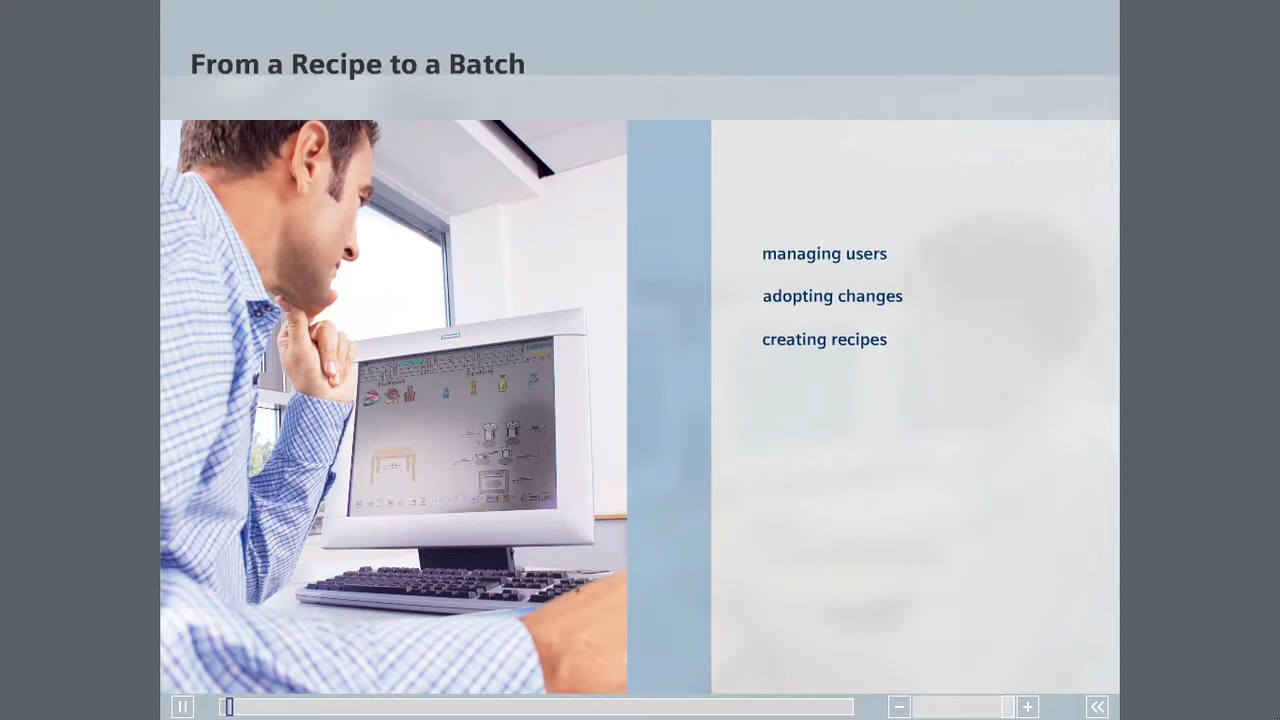 From a Recipe to a Batch
managing users
adopting changes
creating recipes